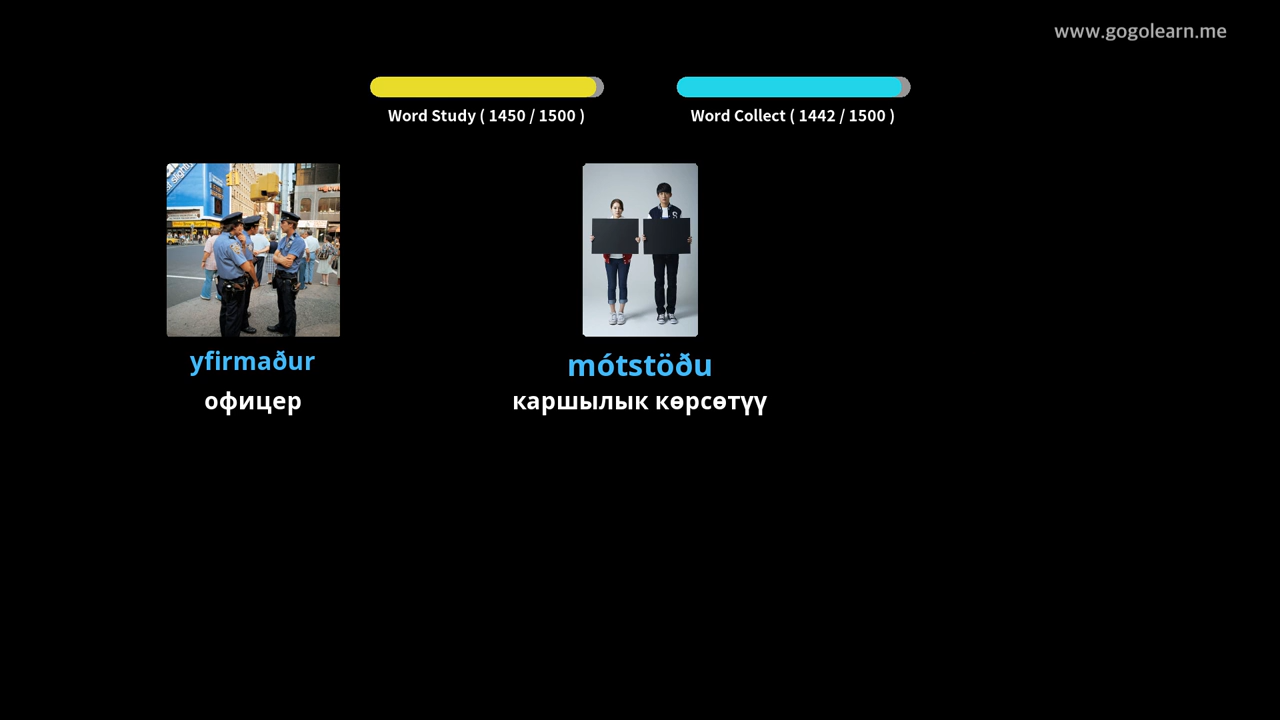 www.gogolearn.me
Word Study ( 1450 / 1500 )
Word Collect ( 1442 / 1500 )
yfirmaður
mótstöðu
офицер
каршылык көрсөтүү